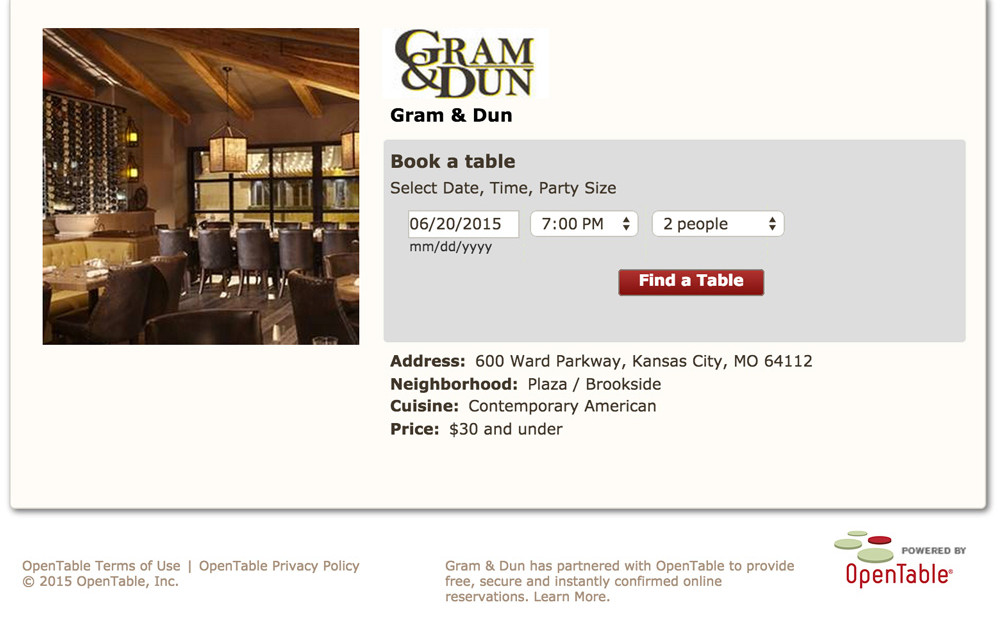 GRAM
&DUN
Gram & Dun
Book a table
Select Date, Time, Party Size
06/20/2015 7:00 PM 2 people
mm/dd/yyyy
Find a Table
Address: 600 Ward Parkway, Kansas City, MO 64112
Neighborhood: Plaza / Brookside
Cuisine: Contemporary American
Price: $30 and under
OpenTable Terms of Use | OpenTable Privacy Policy
© 2015 OpenTable, Inc.
Gram & Dun has partnered with OpenTable to provide
free, secure and instantly confirmed online
reservations. Learn More.
POWERED BY
OpenTable®